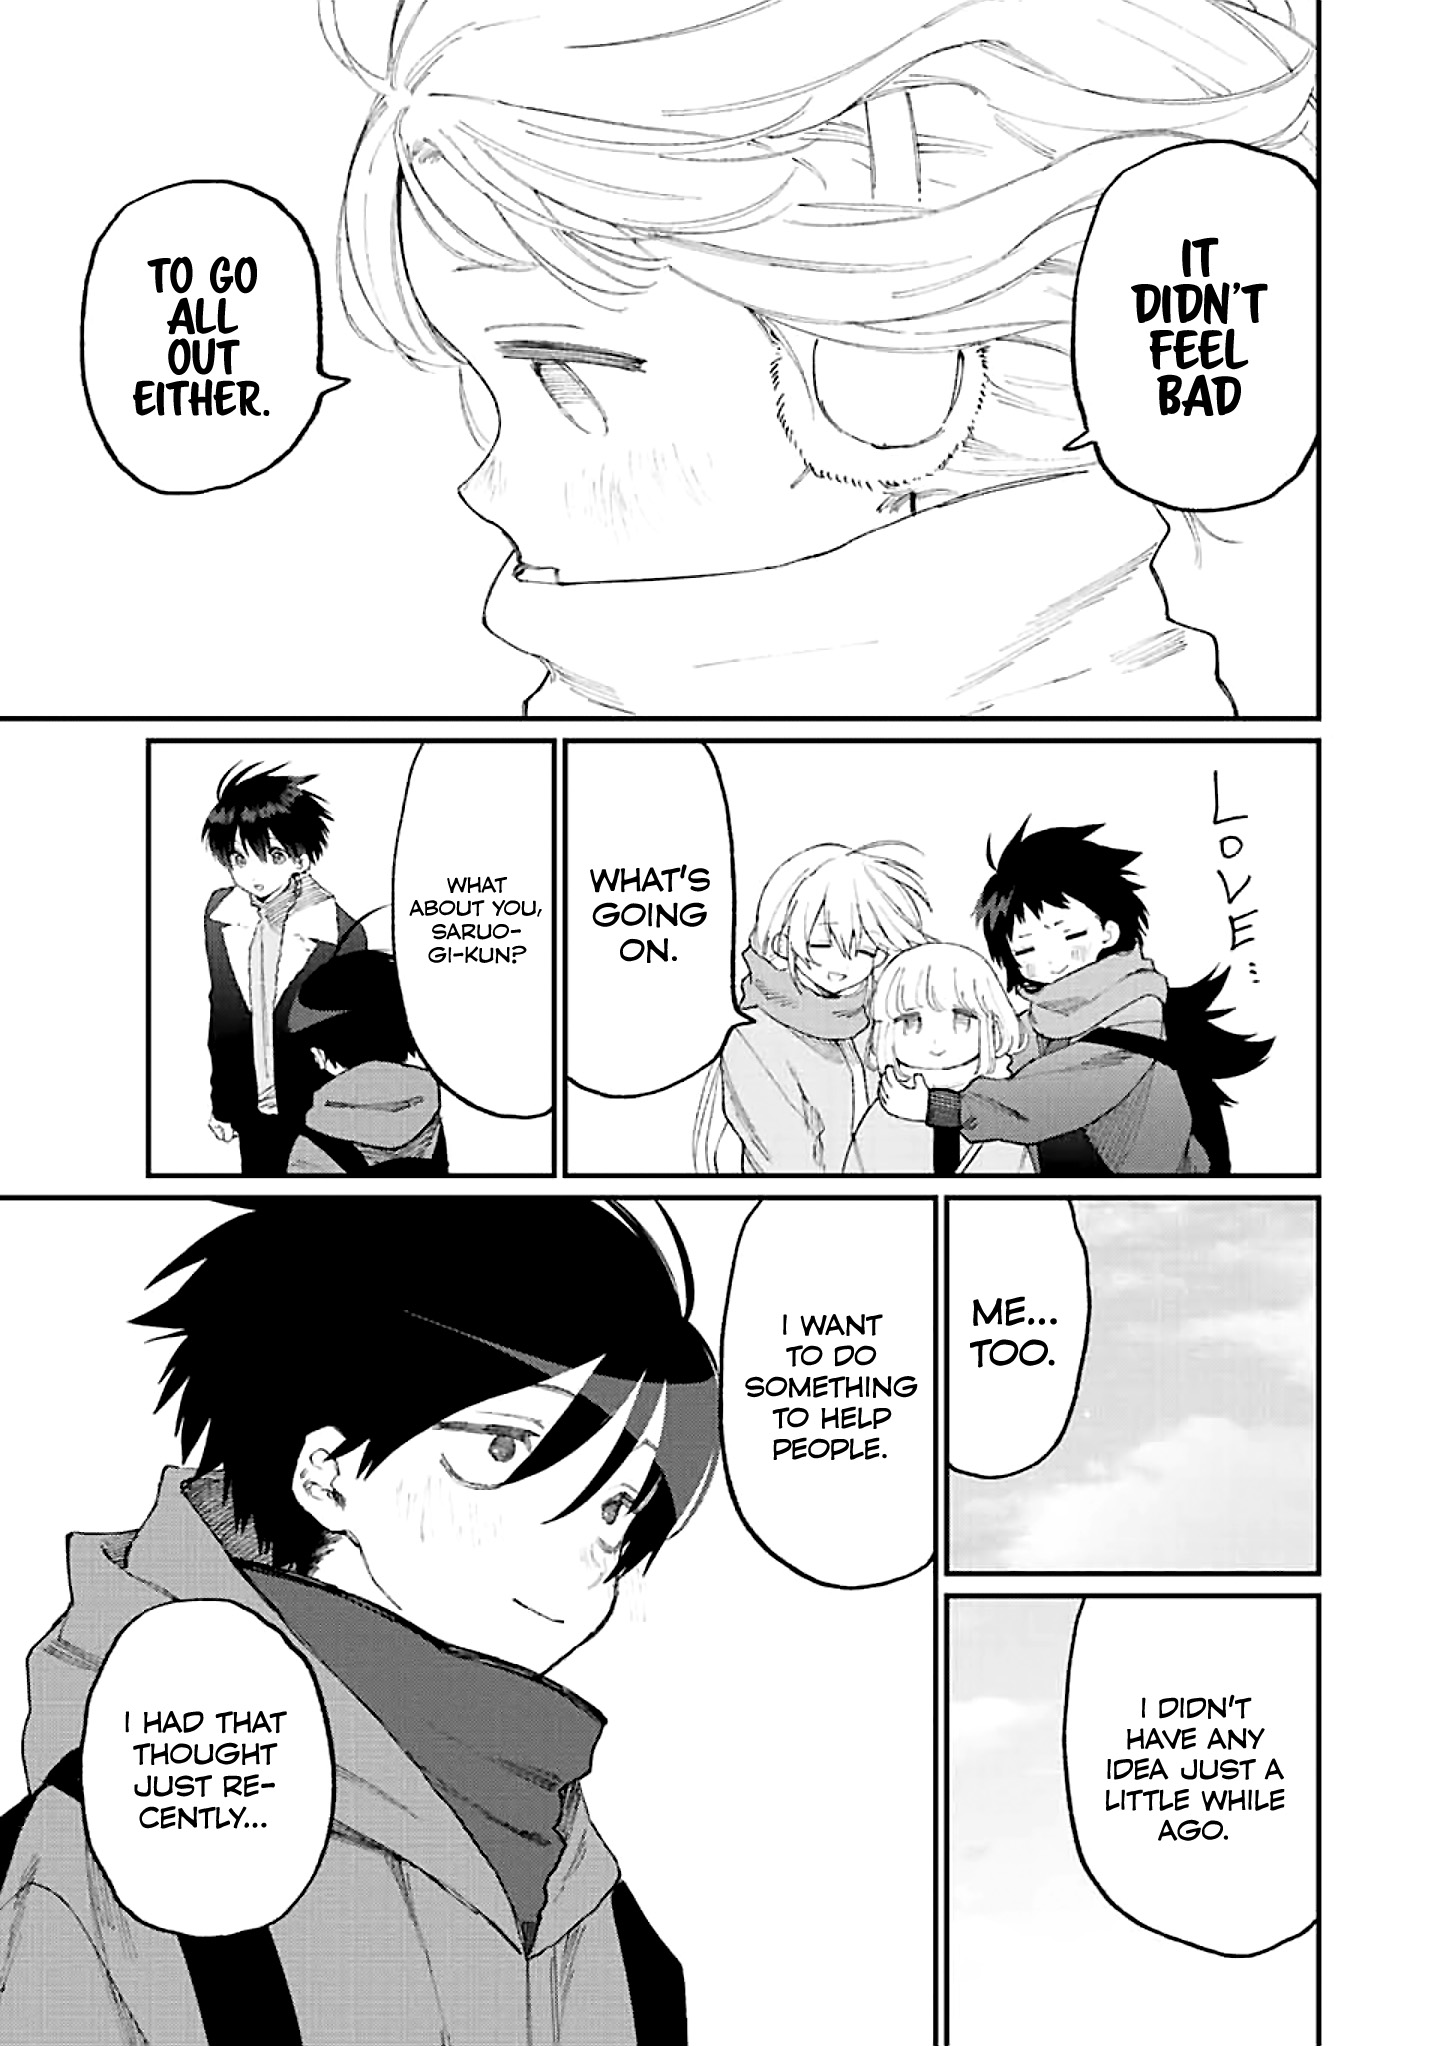 IT
DIDN'T
FEEL
BAD
TO GO
ALL
OUT
EITHER.
LOVE...
WHAT'S
GOING
ON.
WHAT
ABOUT YOU,
SARUO-
GI-KUN?
ME...
TOO.
I DIDN'T
HAVE ANY
IDEA JUST A
LITTLE WHILE
AGO.
I WANT
TO DO
SOMETHING
TO HELP
PEOPLE.
I HAD THAT
THOUGHT
JUST RE-
CENTLY...